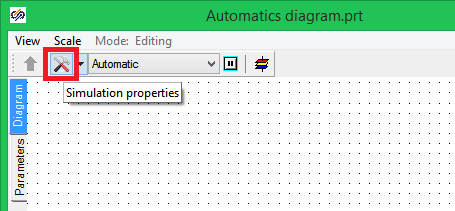 Automatics diagram.prt
View Scale Mode: Editing
Automatic
Simulation properties
Diagram
Parameters